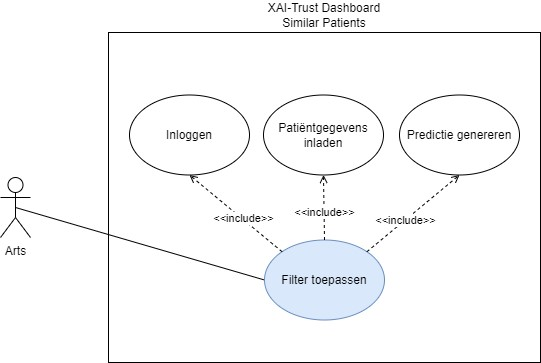 XAI-Trust Dashboard
Similar Patients
Inloggen
Patiëntgegevens
inladen
Predictie genereren
<<include>>
<<include>>
<<include>>
Arts
Filter toepassen